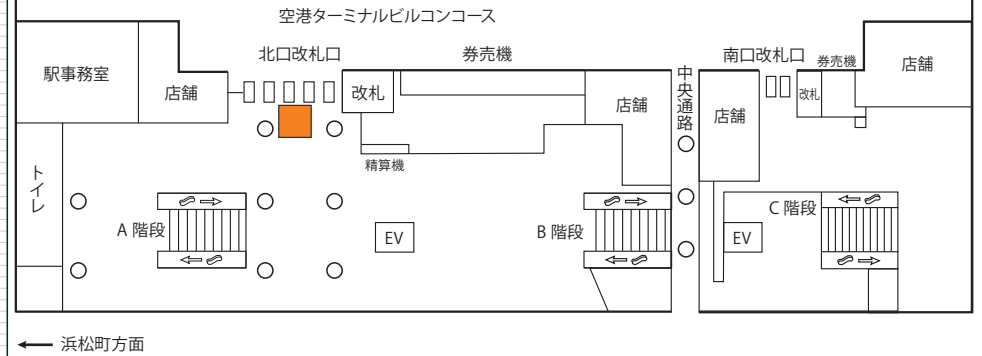 空港ターミナルビルコンコース
北口改札口
券売機
南口改札口
券売機
駅事務室
店舗
改札
店舗
中央通路
店舗
改札
店舗
精算機
トイレ
A 階段
EV
B 階段
EV
C 階段
浜松町方面